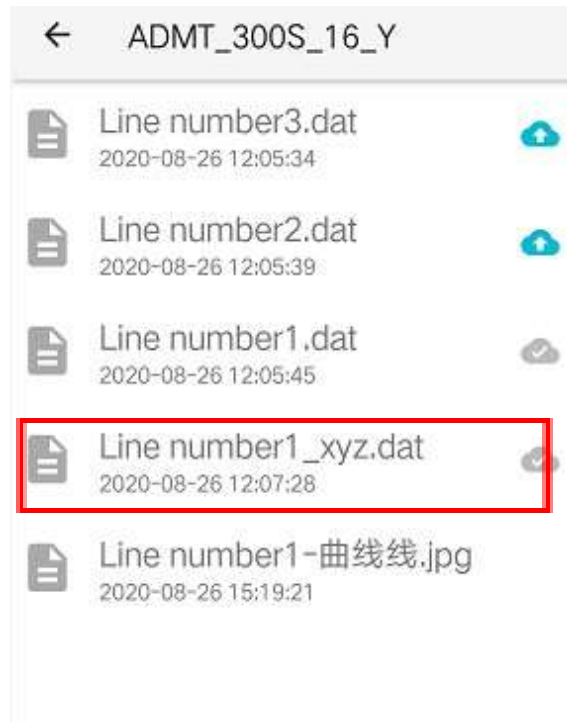 ADMT_300S_16_Y
Line number3.dat
2020-08-26 12:05:34
Line number2.dat
2020-08-26 12:05:39
Line number1.dat
2020-08-26 12:05:45
Line number1_xyz.dat
2020-08-26 12:07:28
Line number1-曲线线.jpg
2020-08-26 15:19:21